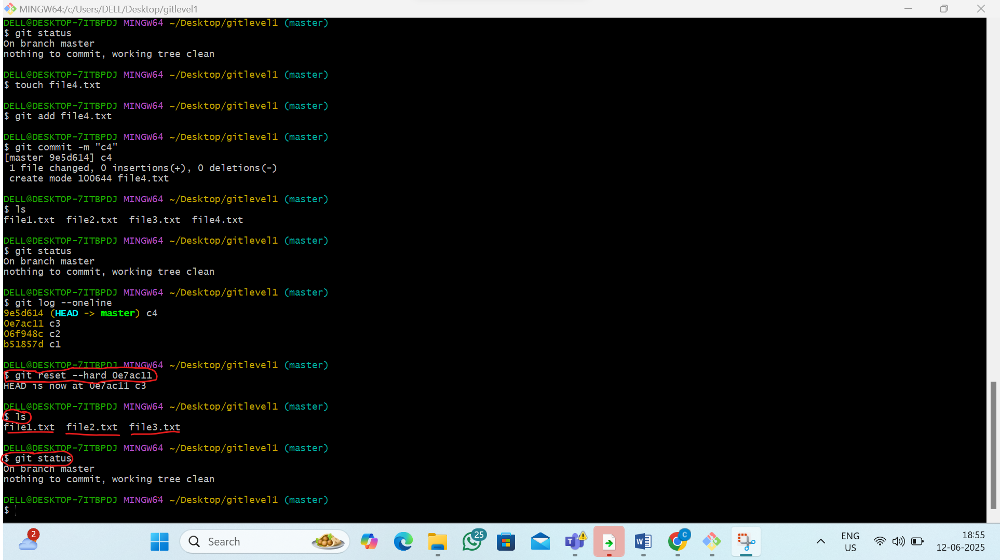 MINGW64:/c/Users/DELL/Desktop/gitlevel1
DELL@DESKTOP-7ITBPDJ MINGW64 ~/Desktop/gitlevel1 (master)
$ git status
On branch master
nothing to commit, working tree clean
DELL@DESKTOP-7ITBPDJ MINGW64 ~/Desktop/gitlevel1 (master)
$ touch file4.txt
DELL@DESKTOP-7ITBPDJ MINGW64 ~/Desktop/gitlevel1 (master)
$ git add file4.txt
DELL@DESKTOP-7ITBPDJ MINGW64 ~/Desktop/gitlevel1 (master)
$ git commit -m "c4"
[master 9e5d614] c4
 1 file changed, 0 insertions(+), 0 deletions(-)
 create mode 100644 file4.txt
DELL@DESKTOP-7ITBPDJ MINGW64 ~/Desktop/gitlevel1 (master)
$ ls
file1.txt  file2.txt  file3.txt  file4.txt
DELL@DESKTOP-7ITBPDJ MINGW64 ~/Desktop/gitlevel1 (master)
$ git status
On branch master
nothing to commit, working tree clean
DELL@DESKTOP-7ITBPDJ MINGW64 ~/Desktop/gitlevel1 (master)
$ git log --oneline
9e5d614 (HEAD -> master) c4
0e7ac11 c3
06f948c c2
b51857d c1
DELL@DESKTOP-7ITBPDJ MINGW64 ~/Desktop/gitlevel1 (master)
$ git reset --hard 0e7ac11
HEAD is now at 0e7ac11 c3
DELL@DESKTOP-7ITBPDJ MINGW64 ~/Desktop/gitlevel1 (master)
$ ls
file1.txt  file2.txt  file3.txt
DELL@DESKTOP-7ITBPDJ MINGW64 ~/Desktop/gitlevel1 (master)
$ git status
On branch master
nothing to commit, working tree clean
DELL@DESKTOP-7ITBPDJ MINGW64 ~/Desktop/gitlevel1 (master)
$
2
Search
25
T
W
C
ENG
US
18:55
12-06-2025